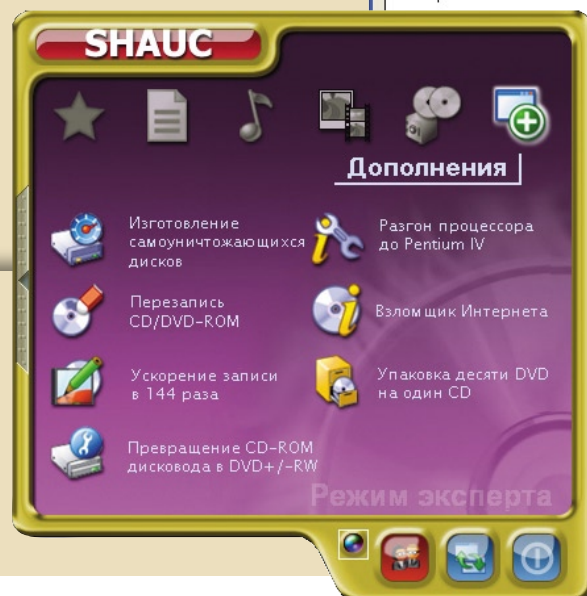 SHAUC
Дополнения
Изготовление
самоуничтожающихся
дисков
Разгон процессора
до Pentium IV
Перезапись
CD/DVD-ROM
Взломщик Интернета
Ускорение записи
в 144 раза
Упаковка десяти DVD
на один CD
Превращение CD-ROM
дисковода в DVD+/-RW
Режим эксперта